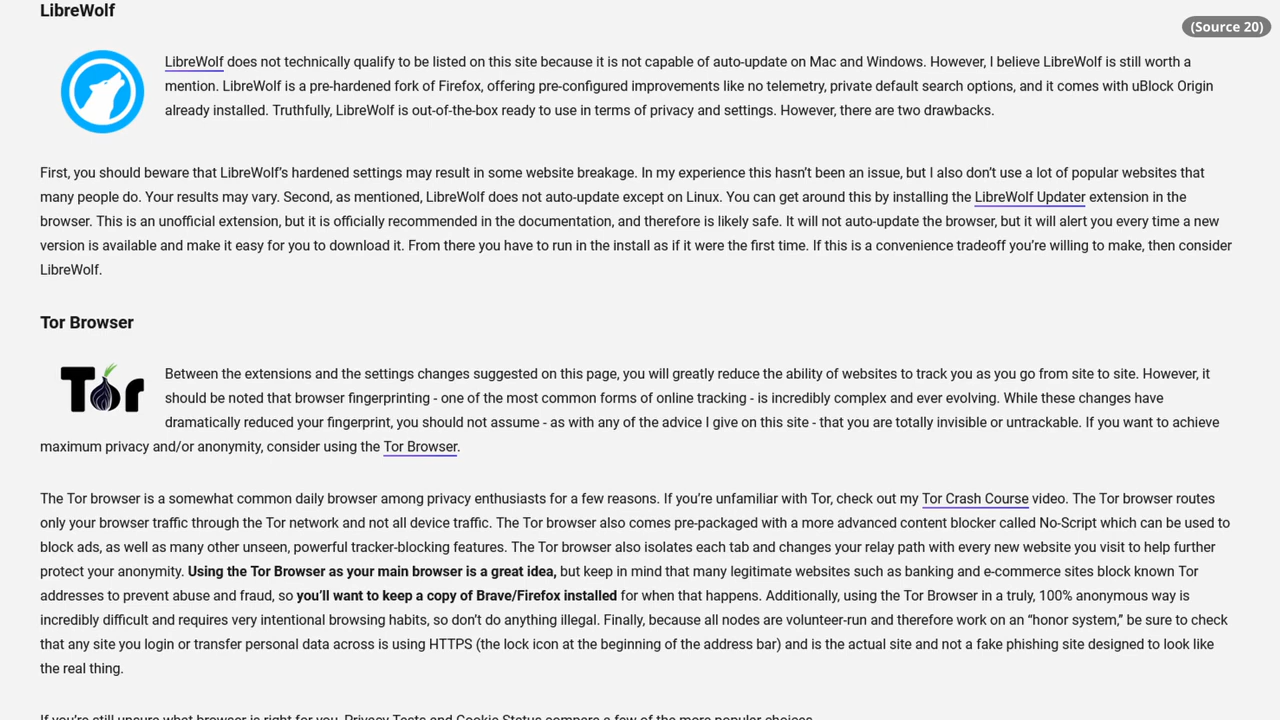 LibreWolf
(Source 20)
LibreWolf does not technically qualify to be listed on this site because it is not capable of auto-update on Mac and Windows. However, I believe LibreWolf is still worth a
mention. LibreWolf is a pre-hardened fork of Firefox, offering pre-configured improvements like no telemetry, private default search options, and it comes with uBlock Origin
already installed. Truthfully, LibreWolf is out-of-the-box ready to use in terms of privacy and settings. However, there are two drawbacks.
First, you should beware that LibreWolf’s hardened settings may result in some website breakage. In my experience this hasn’t been an issue, but I also don’t use a lot of popular websites that
many people do. Your results may vary. Second, as mentioned, LibreWolf does not auto-update except on Linux. You can get around this by installing the LibreWolf Updater extension in the
browser. This is an unofficial extension, but it is officially recommended in the documentation, and therefore is likely safe. It will not auto-update the browser, but it will alert you every time a new
version is available and make it easy for you to download it. From there you have to run in the install as if it were the first time. If this is a convenience tradeoff you’re willing to make, then consider
LibreWolf.
Tor Browser
Tor
Between the extensions and the settings changes suggested on this page, you will greatly reduce the ability of websites to track you as you go from site to site. However, it
should be noted that browser fingerprinting - one of the most common forms of online tracking - is incredibly complex and ever evolving. While these changes have
dramatically reduced your fingerprint, you should not assume - as with any of the advice I give on this site - that you are totally invisible or untrackable. If you want to achieve
maximum privacy and/or anonymity, consider using the Tor Browser.
The Tor browser is a somewhat common daily browser among privacy enthusiasts for a few reasons. If you’re unfamiliar with Tor, check out my Tor Crash Course video. The Tor browser routes
only your browser traffic through the Tor network and not all device traffic. The Tor browser also comes pre-packaged with a more advanced content blocker called No-Script which can be used to
block ads, as well as many other unseen, powerful tracker-blocking features. The Tor browser also isolates each tab and changes your relay path with every new website you visit to help further
protect your anonymity. Using the Tor Browser as your main browser is a great idea, but keep in mind that many legitimate websites such as banking and e-commerce sites block known Tor
addresses to prevent abuse and fraud, so you’ll want to keep a copy of Brave/Firefox installed for when that happens. Additionally, using the Tor Browser in a truly, 100% anonymous way is
incredibly difficult and requires very intentional browsing habits, so don’t do anything illegal. Finally, because all nodes are volunteer-run and therefore work on an “honor system,” be sure to check
that any site you login or transfer personal data across is using HTTPS (the lock icon at the beginning of the address bar) and is the actual site and not a fake phishing site designed to look like
the real thing.
If you’re still unsure what browser is right for you, Privacy Tests and Cookie Status compare a few of the more popular choices.